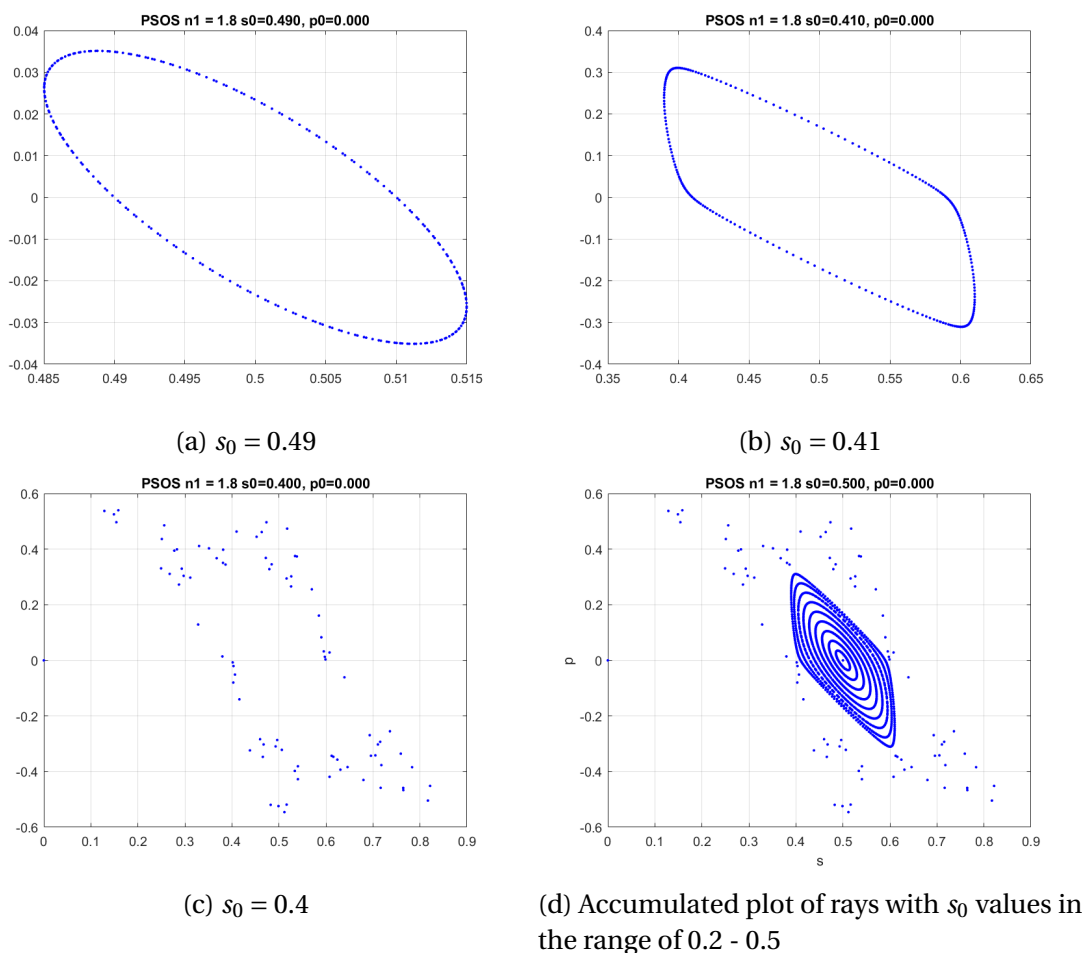 PSOS n1 = 1.8 s0=0.490, p0=0.000
0.04
0.03
0.02
0.01
0
-0.01
-0.02
-0.03
-0.04
0.485 0.49 0.495 0.5 0.505 0.51 0.515
(a) s0 = 0.49
PSOS n1 = 1.8 s0=0.410, p0=0.000
0.4
0.3
0.2
0.1
0
-0.1
-0.2
-0.3
-0.4
0.35 0.4 0.45 0.5 0.55 0.6 0.65
(b) s0 = 0.41
PSOS n1 = 1.8 s0=0.400, p0=0.000
0.6
0.4
0.2
0
-0.2
-0.4
-0.6
0 0.1 0.2 0.3 0.4 0.5 0.6 0.7 0.8 0.9
(c) s0 = 0.4
PSOS n1 = 1.8 s0=0.500, p0=0.000
0.6
0.4
0.2
p
0
-0.2
-0.4
-0.6
0 0.1 0.2 0.3 0.4 0.5 0.6 0.7 0.8 0.9
s
(d) Accumulated plot of rays with s0 values in
the range of 0.2 - 0.5